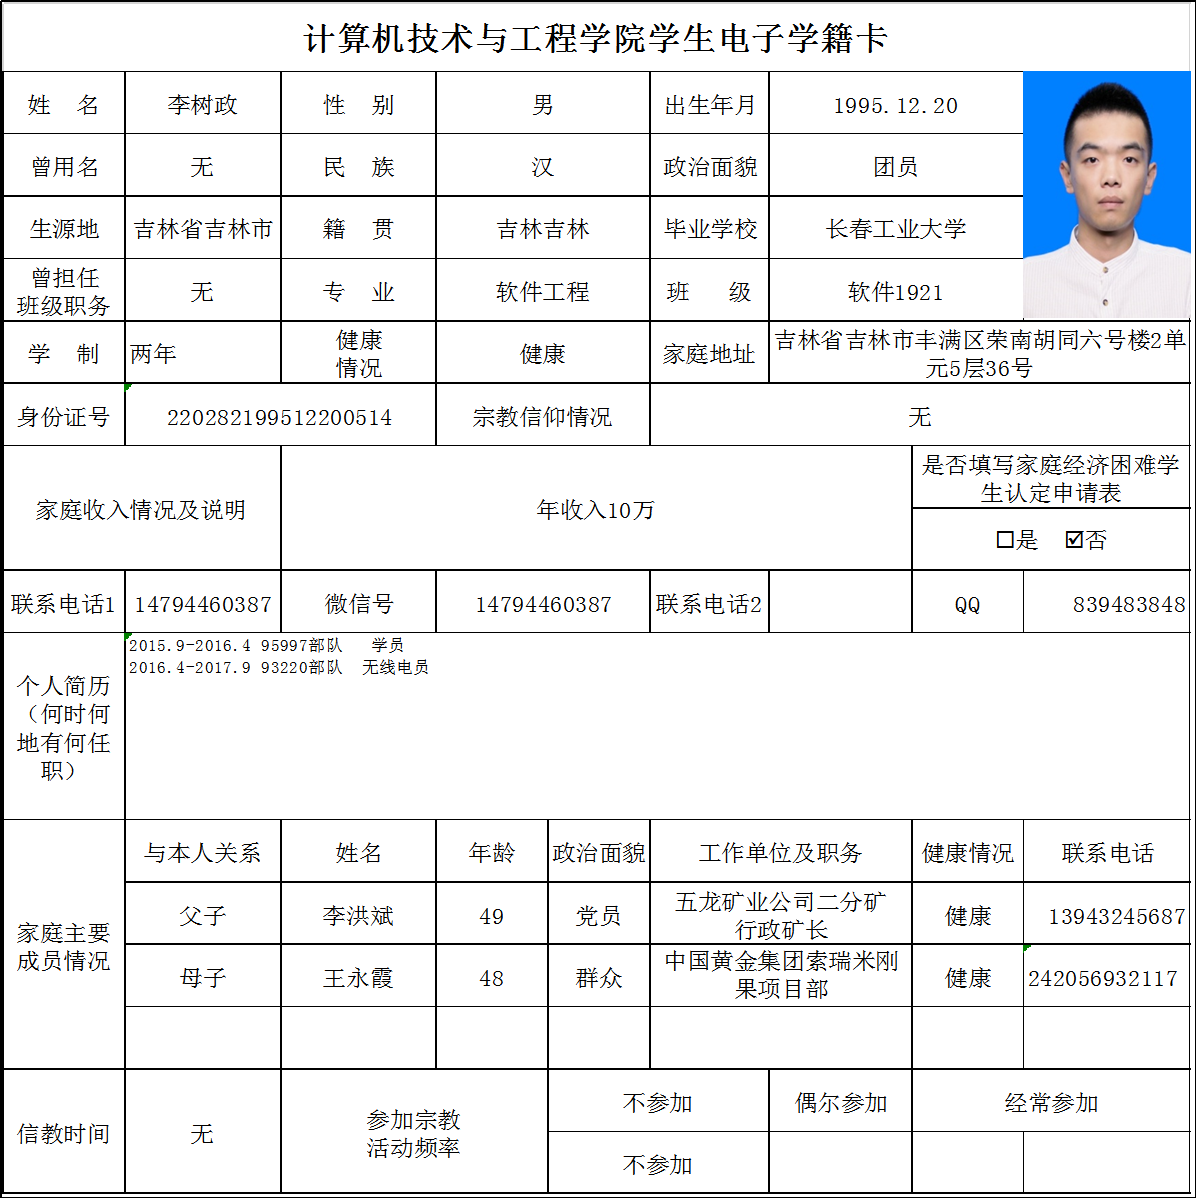 计算机技术与工程学院学生电子学籍卡
姓 名 李树政 性 别 男 出生年月 1995.12.20
曾用名 无 民 族 汉 政治面貌 团员
生源地 吉林省吉林市 籍 贯 吉林吉林 毕业学校 长春工业大学
曾担任
班级职务 无 专 业 软件工程 班 级 软件1921
学 制 两年 健康
情况 健康 家庭地址 吉林省吉林市丰满区荣南胡同六号楼2单
元5层36号
身份证号 220282199512200514 宗教信仰情况 无
家庭收入情况及说明 年收入10万
是否填写家庭经济困难学
生认定申请表
☐是 ☑否
联系电话1 14794460387 微信号 14794460387 联系电话2 QQ 839483848
个人简历
（何时何
地有何任
职）
2015.9-2016.4 95997部队 学员
2016.4-2017.9 93220部队 无线电员
家庭主要
成员情况
与本人关系 姓名 年龄 政治面貌 工作单位及职务 健康情况 联系电话
父子 李洪斌 49 党员 五龙矿业公司二分矿
行政矿长 健康 13943245687
母子 王永霞 48 群众 中国黄金集团索瑞米刚
果项目部 健康 242056932117
信教时间 无 参加宗教
活动频率
不参加 偶尔参加 经常参加
不参加